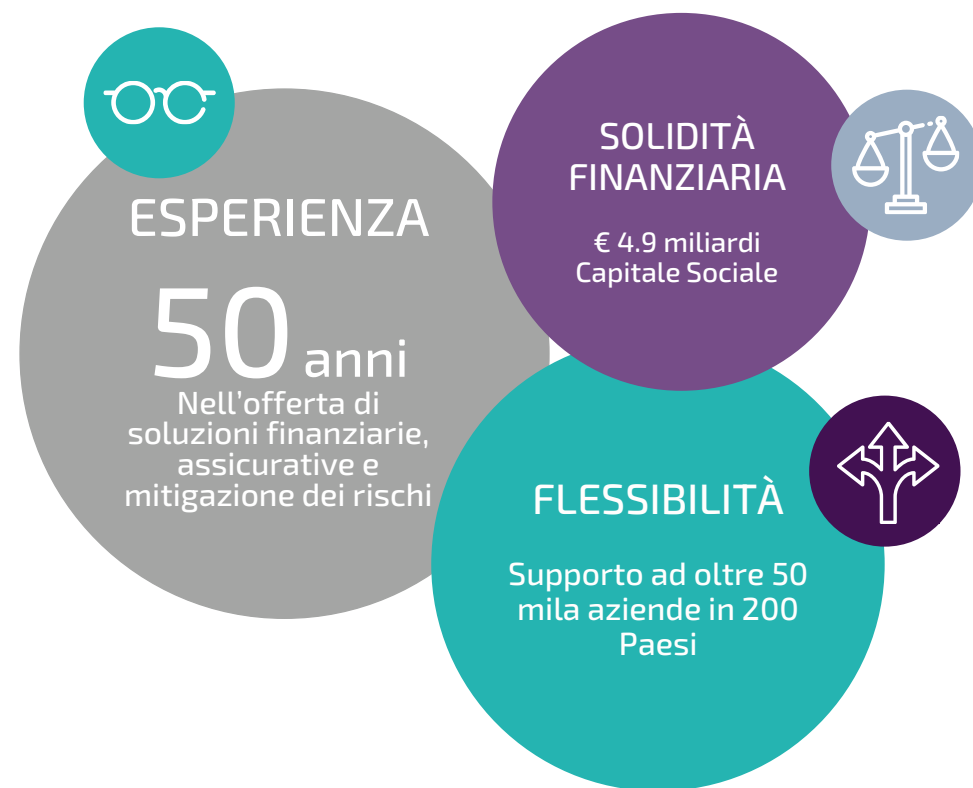 ESPERIENZA
50 anni
Nell'offerta di
soluzioni finanziarie,
assicurative e
mitigazione dei rischi
SOLIDITÀ
FINANZIARIA
€ 4.9 miliardi
Capitale Sociale
FLESSIBILITÀ
Supporto ad oltre 50
mila aziende in 200
Paesi